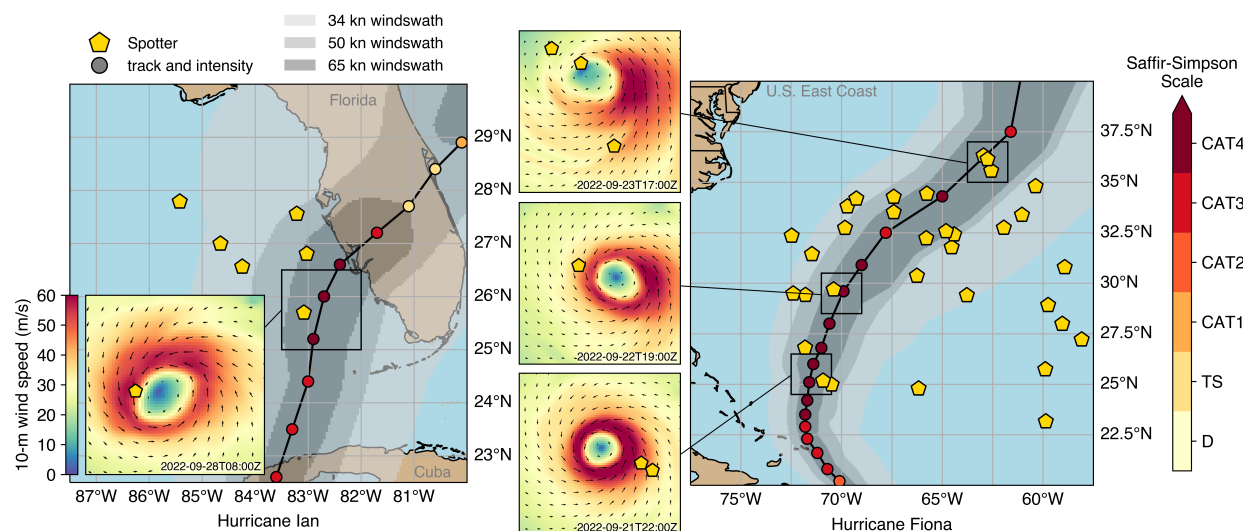 Spotter
track and intensity
34 kn windswath
50 kn windswath
65 kn windswath
Florida
29°N
28°N
27°N
26°N
25°N
24°N
23°N
87°W
86°W
85°W
84°W
83°W
82°W
81°W
Cuba
Hurricane Ian
10-m wind speed (m/s)
60
50
40
30
20
10
0
2022-09-28T08:00Z
2022-09-23T17:00Z
2022-09-22T19:00Z
2022-09-21T22:00Z
U.S. East Coast
37.5°N
35°N
32.5°N
30°N
27.5°N
25°N
22.5°N
75°W
70°W
65°W
60°W
Hurricane Fiona
Saffir-Simpson
Scale
CAT4
CAT3
CAT2
CAT1
TS
D